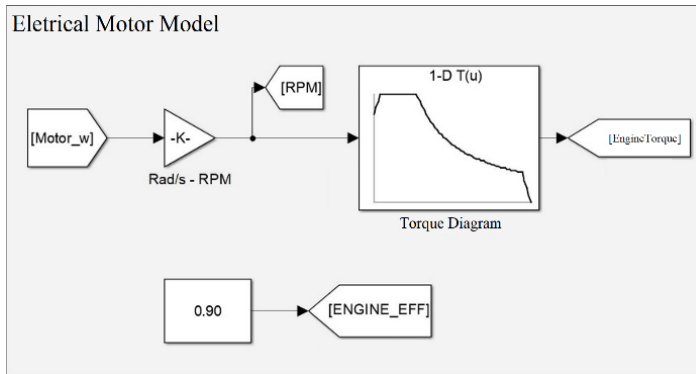 Eletrical Motor Model
[RPM]
1-D T(u)
[Motor_w]
-K-
[EngineTorque]
Rad/s - RPM
Torque Diagram
0.90
[ENGINE_EFF]